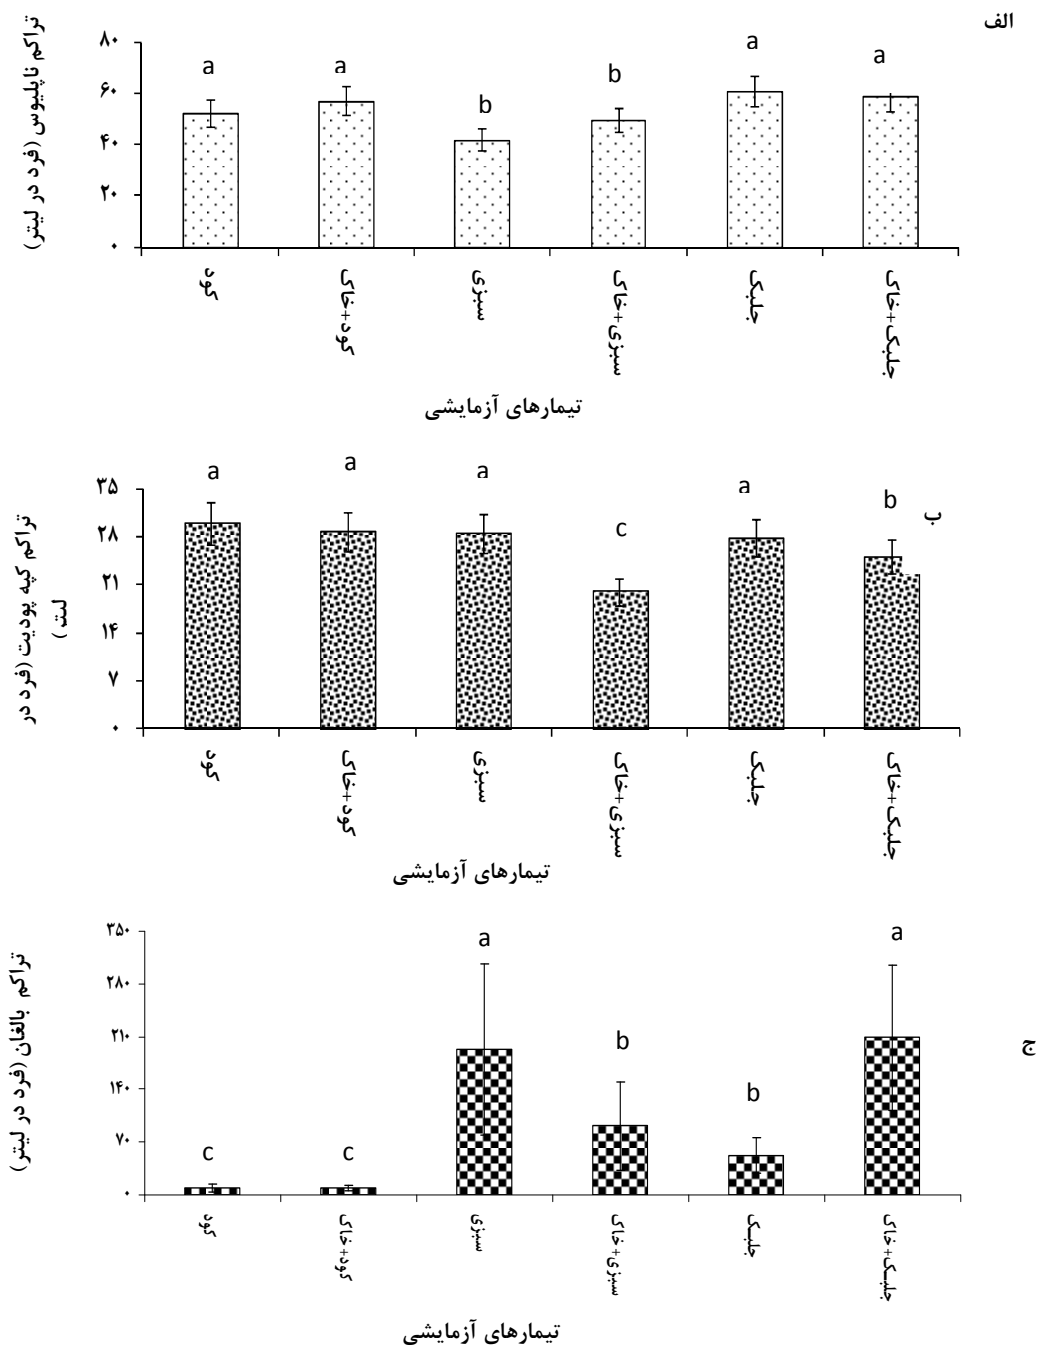 الف
تراکم ناپلیوس (فرد در لیتر)
۸۰
۶۰
۴۰
۲۰
۰
a
a
b
b
a
a
کود
کود+خاک
سبزی
سبزی+خاک
جلبک
جلبک+خاک
تیمارهای آزمایشی
ب
تراکم کپه پودیت (فرد در
لیتر)
۳۵
۲۸
۲۱
۱۴
۷
۰
a
a
a
c
a
b
کود
کود+خاک
سبزی
سبزی+خاک
جلبک
جلبک+خاک
تیمارهای آزمایشی
ج
تراکم بالغان (فرد در لیتر)
۳۵۰
۲۸۰
۲۱۰
۱۴۰
۷۰
۰
c
c
a
b
b
a
کود
کود+خاک
سبزی
سبزی+خاک
جلبک
جلبک+خاک
تیمارهای آزمایشی